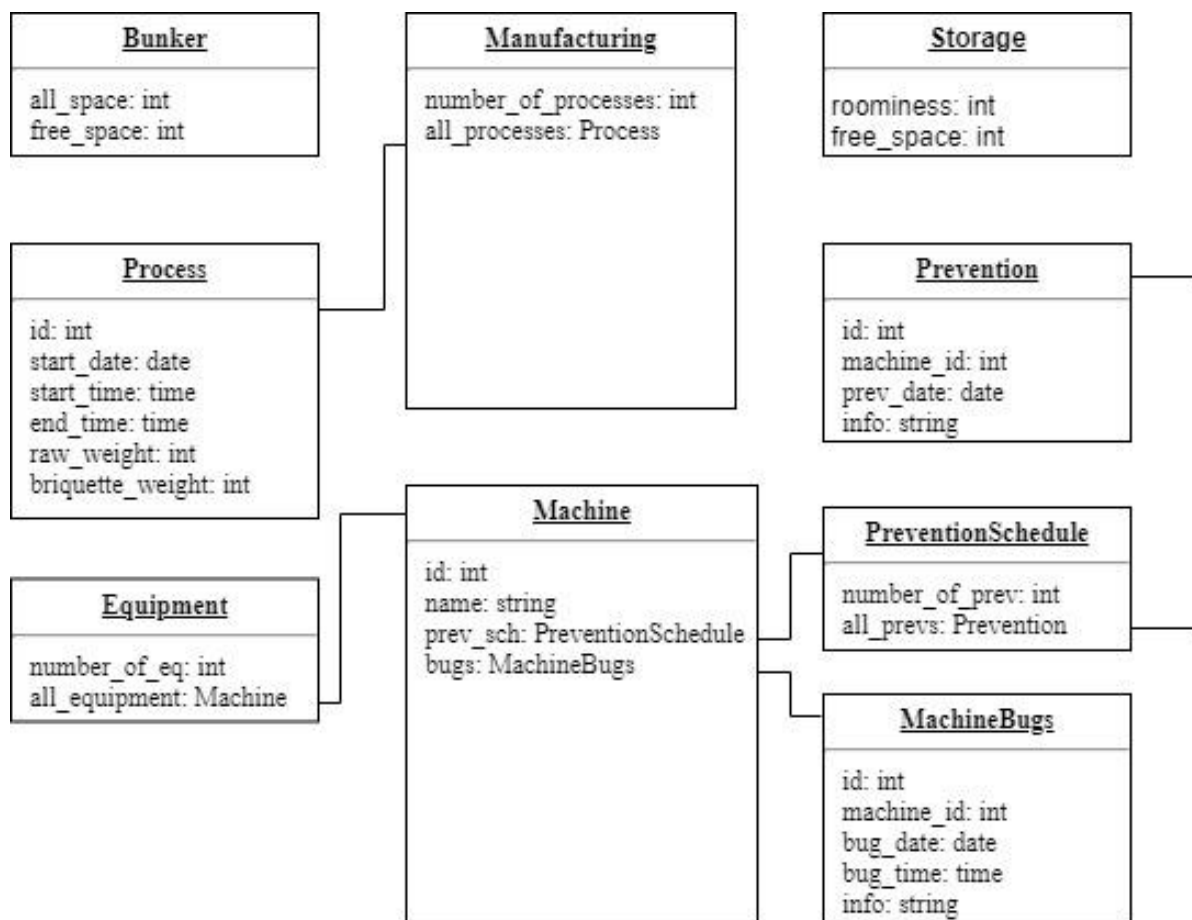 Bunker
all_space: int
free_space: int
Manufacturing
number_of_processes: int
all_processes: Process
Storage
roominess: int
free_space: int
Process
id: int
start_date: date
start_time: time
end_time: time
raw_weight: int
briquette_weight: int
Prevention
id: int
machine_id: int
prev_date: date
info: string
Machine
id: int
name: string
prev_sch: PreventionSchedule
bugs: MachineBugs
PreventionSchedule
number_of_prev: int
all_prevs: Prevention
Equipment
number_of_eq: int
all_equipment: Machine
MachineBugs
id: int
machine_id: int
bug_date: date
bug_time: time
info: string